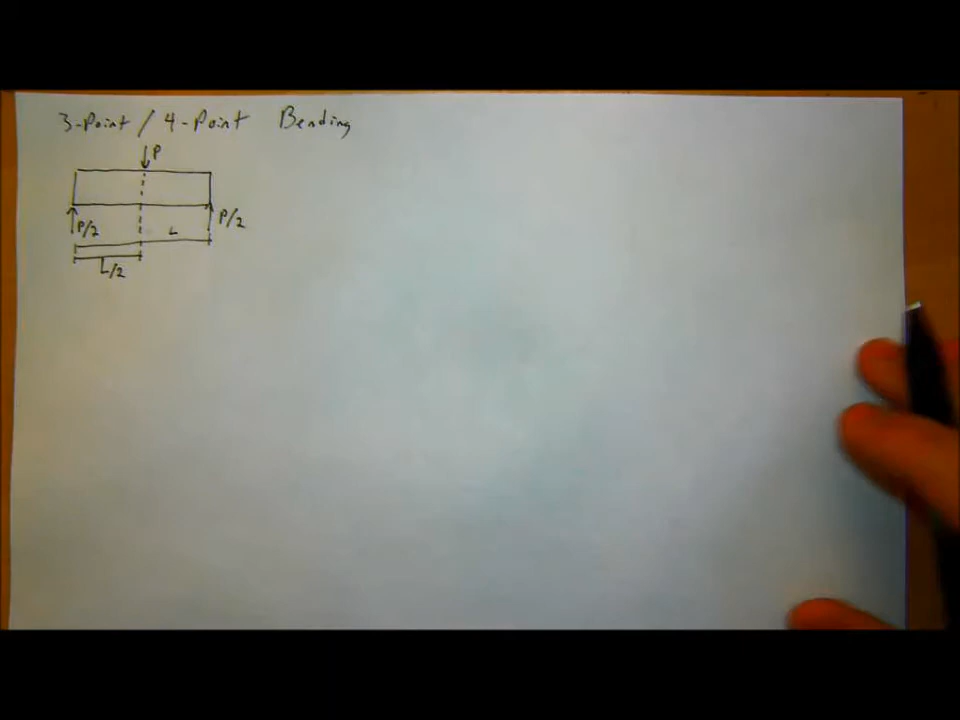 3-Point / 4-Point Bending
P
P/2
P/2
L
L/2